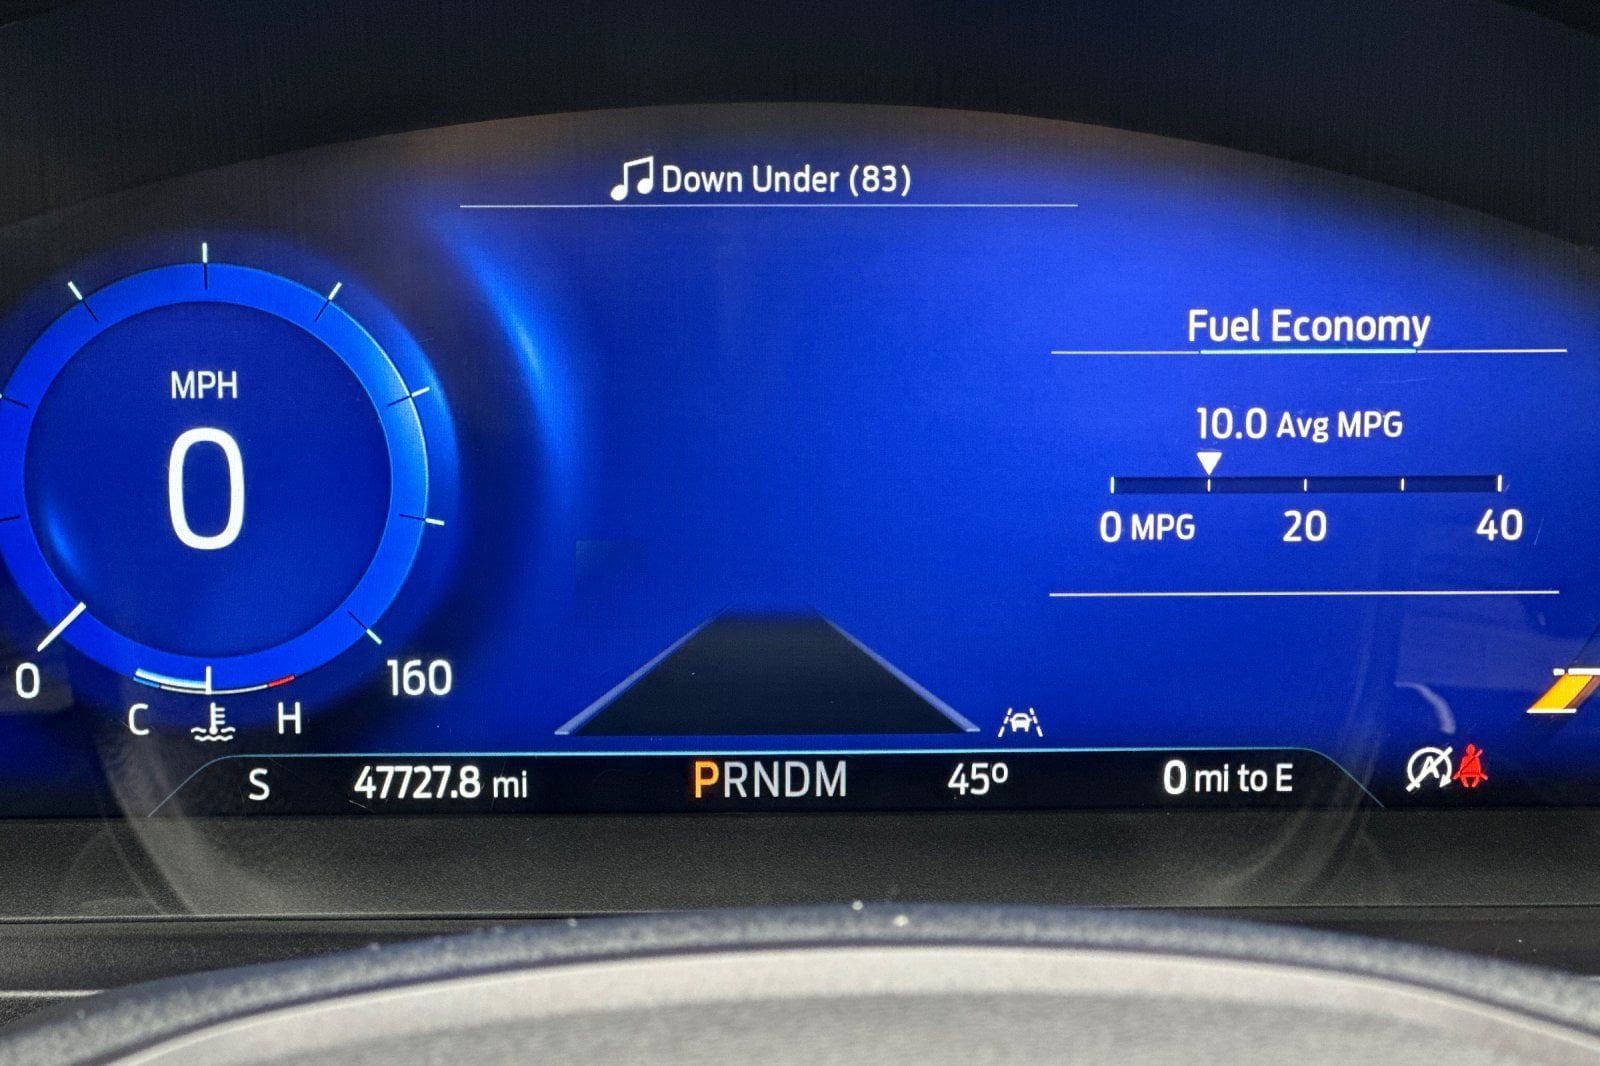 Down Under (83)
Fuel Economy
10.0 Avg MPG
0 MPG 20 40
MPH
0
0 160
C H
S 47727.8 mi PRNDM 45° 0 mi to E